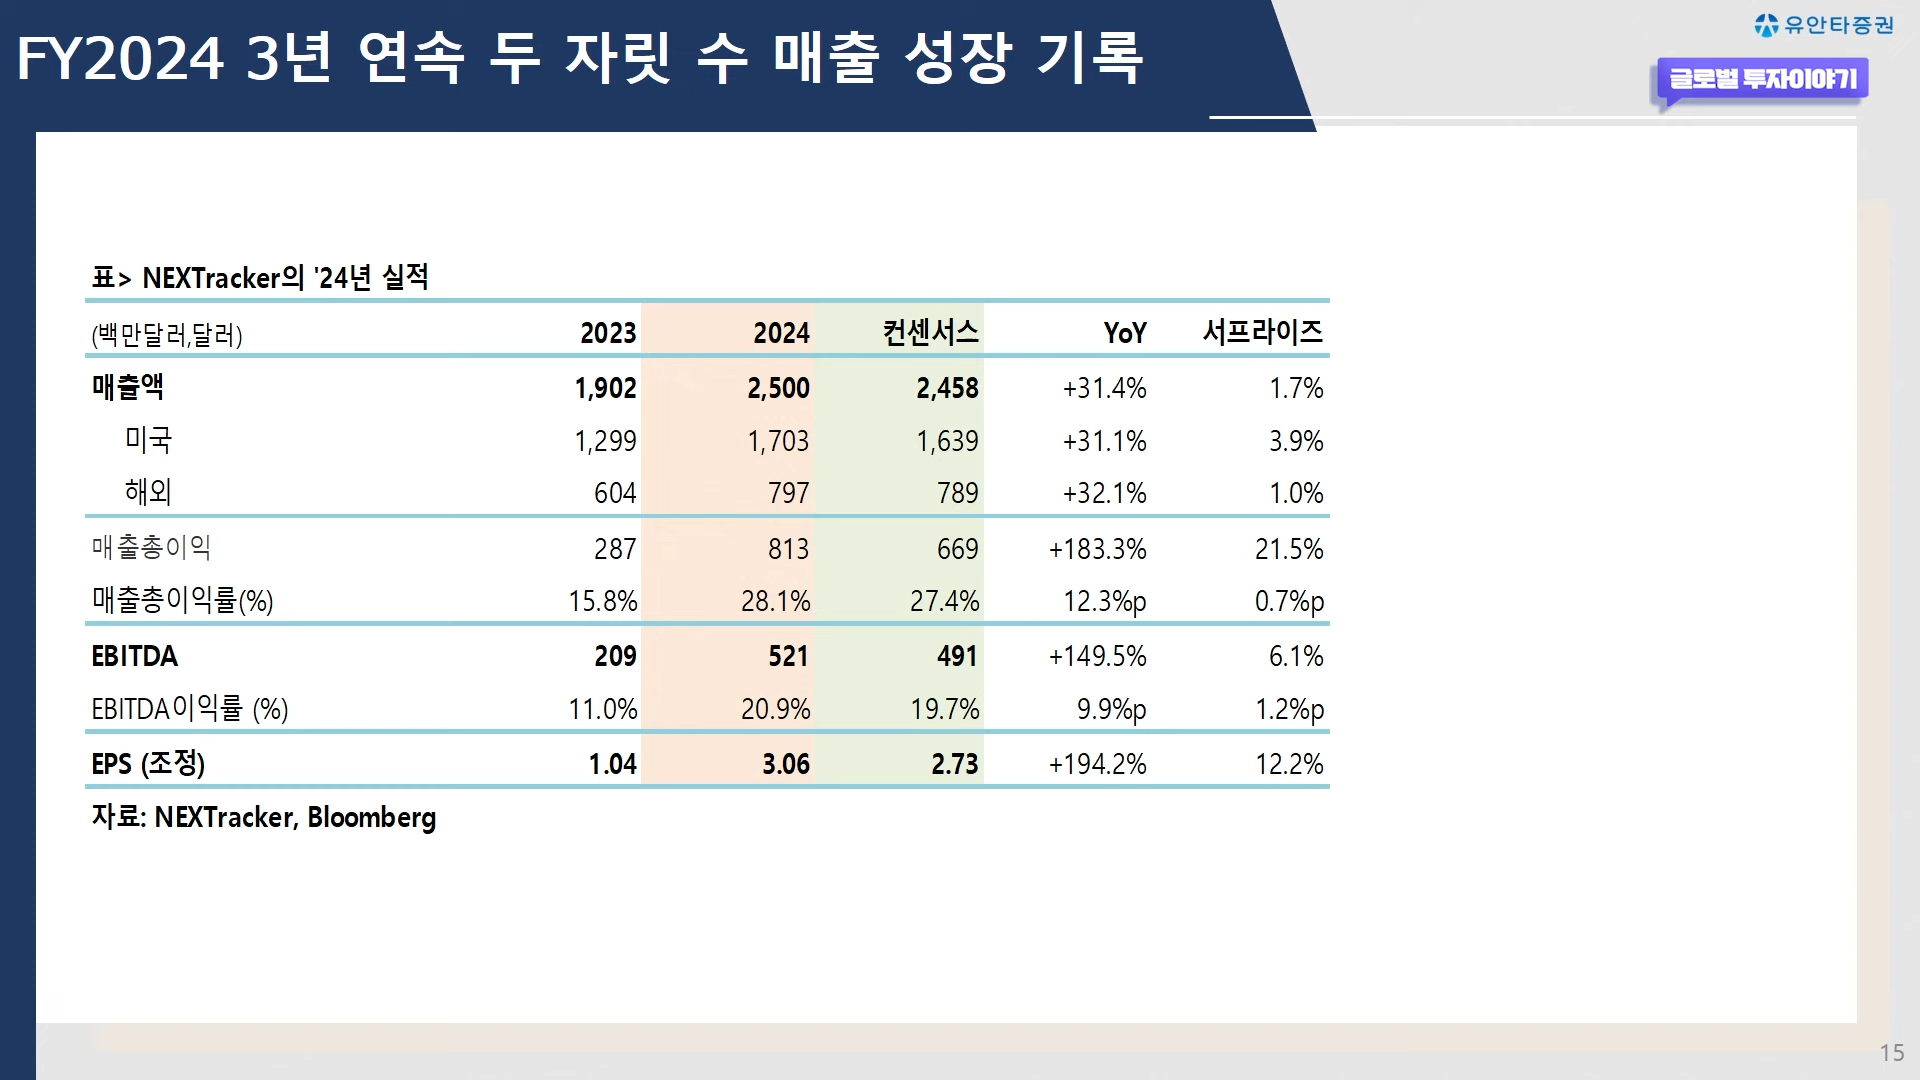 FY2024 3년 연속 두 자릿 수 매출 성장 기록
유안타증권
글로벌 투자이야기
표> NEXTracker의 '24년 실적
(백만달러,달러) 2023 2024 컨센서스 YoY 서프라이즈
매출액 1,902 2,500 2,458 +31.4% 1.7%
미국 1,299 1,703 1,639 +31.1% 3.9%
해외 604 797 789 +32.1% 1.0%
매출총이익 287 813 669 +183.3% 21.5%
매출총이익률(%) 15.8% 28.1% 27.4% 12.3%p 0.7%p
EBITDA 209 521 491 +149.5% 6.1%
EBITDA이익률 (%) 11.0% 20.9% 19.7% 9.9%p 1.2%p
EPS (조정) 1.04 3.06 2.73 +194.2% 12.2%
자료: NEXTracker, Bloomberg
15